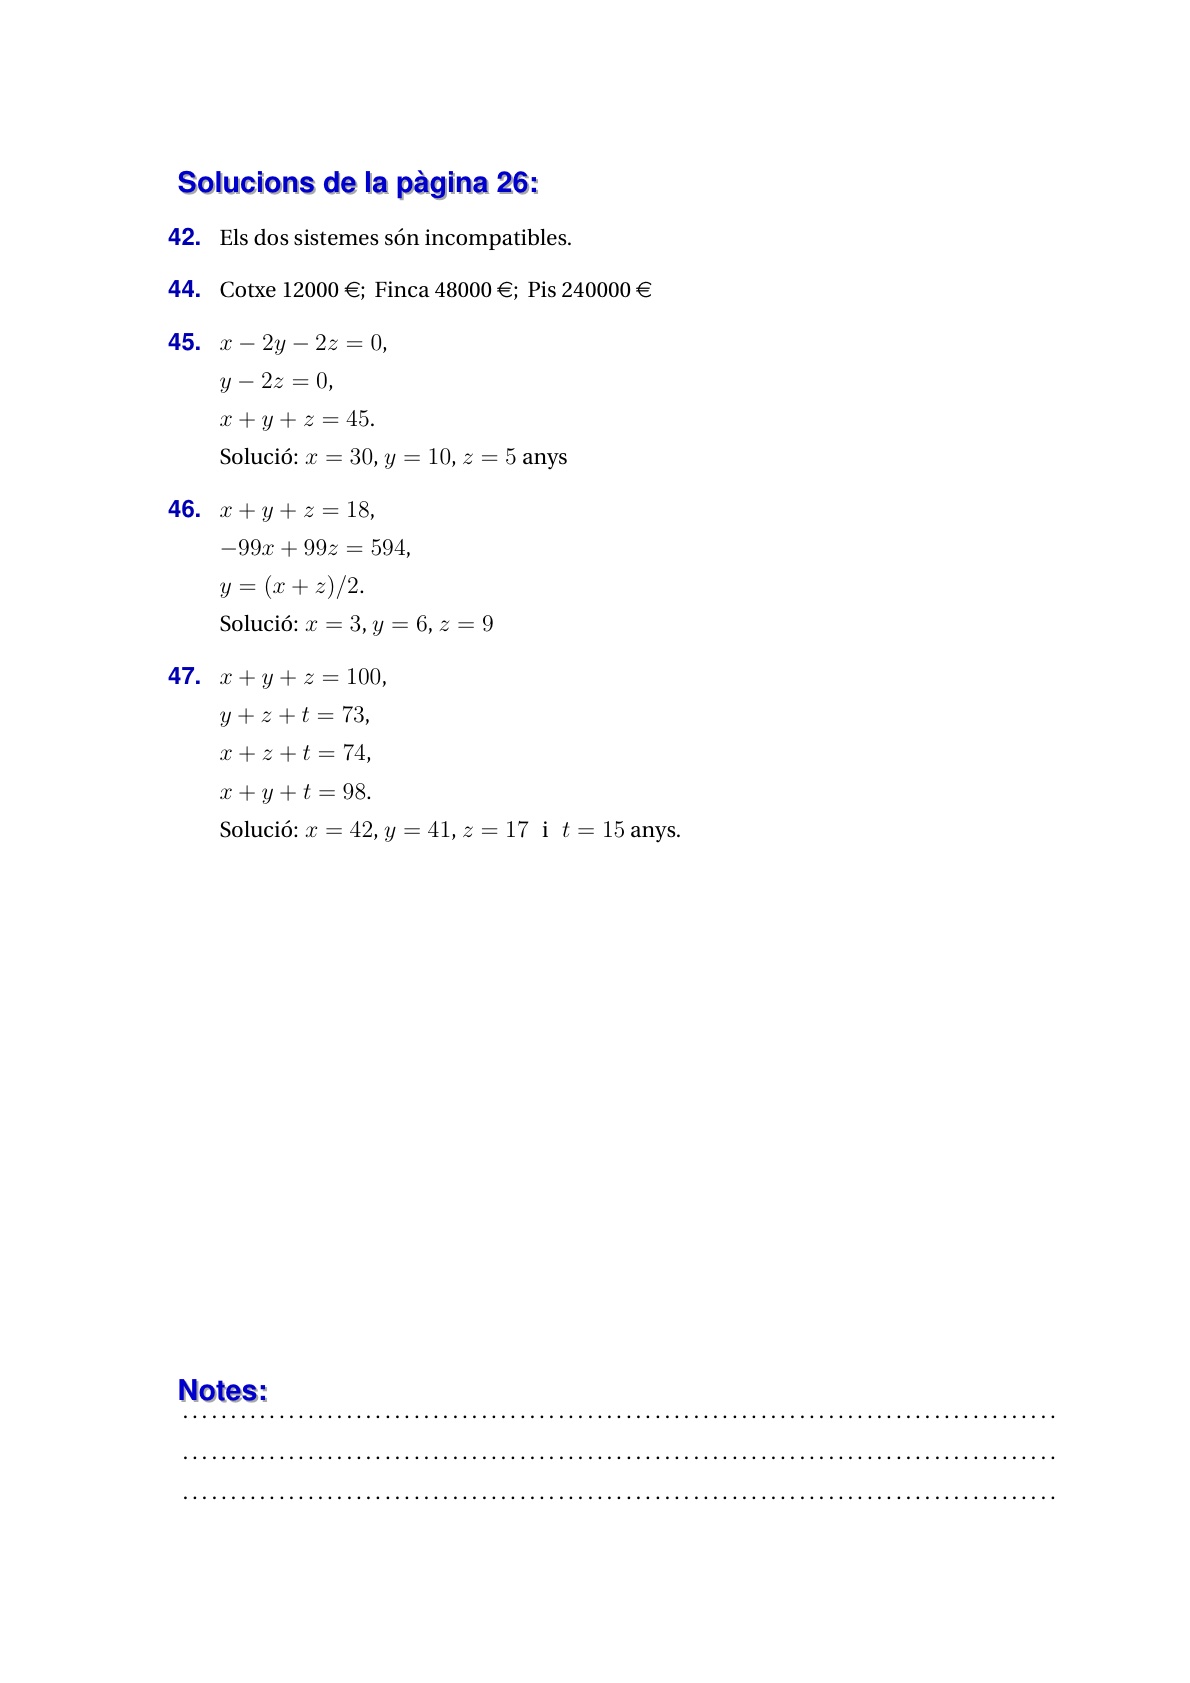 Solucions de la pàgina 26:
42. Els dos sistemes són incompatibles.
44. Cotxe 12000 €; Finca 48000 €; Pis 240000 €
45. x − 2y − 2z = 0,
y − 2z = 0,
x + y + z = 45.
Solució: x = 30, y = 10, z = 5 anys
46. x + y + z = 18,
−99x + 99z = 594,
y = (x + z)/2.
Solució: x = 3, y = 6, z = 9
47. x + y + z = 100,
y + z + t = 73,
x + z + t = 74,
x + y + t = 98.
Solució: x = 42, y = 41, z = 17 i t = 15 anys.
Notes: